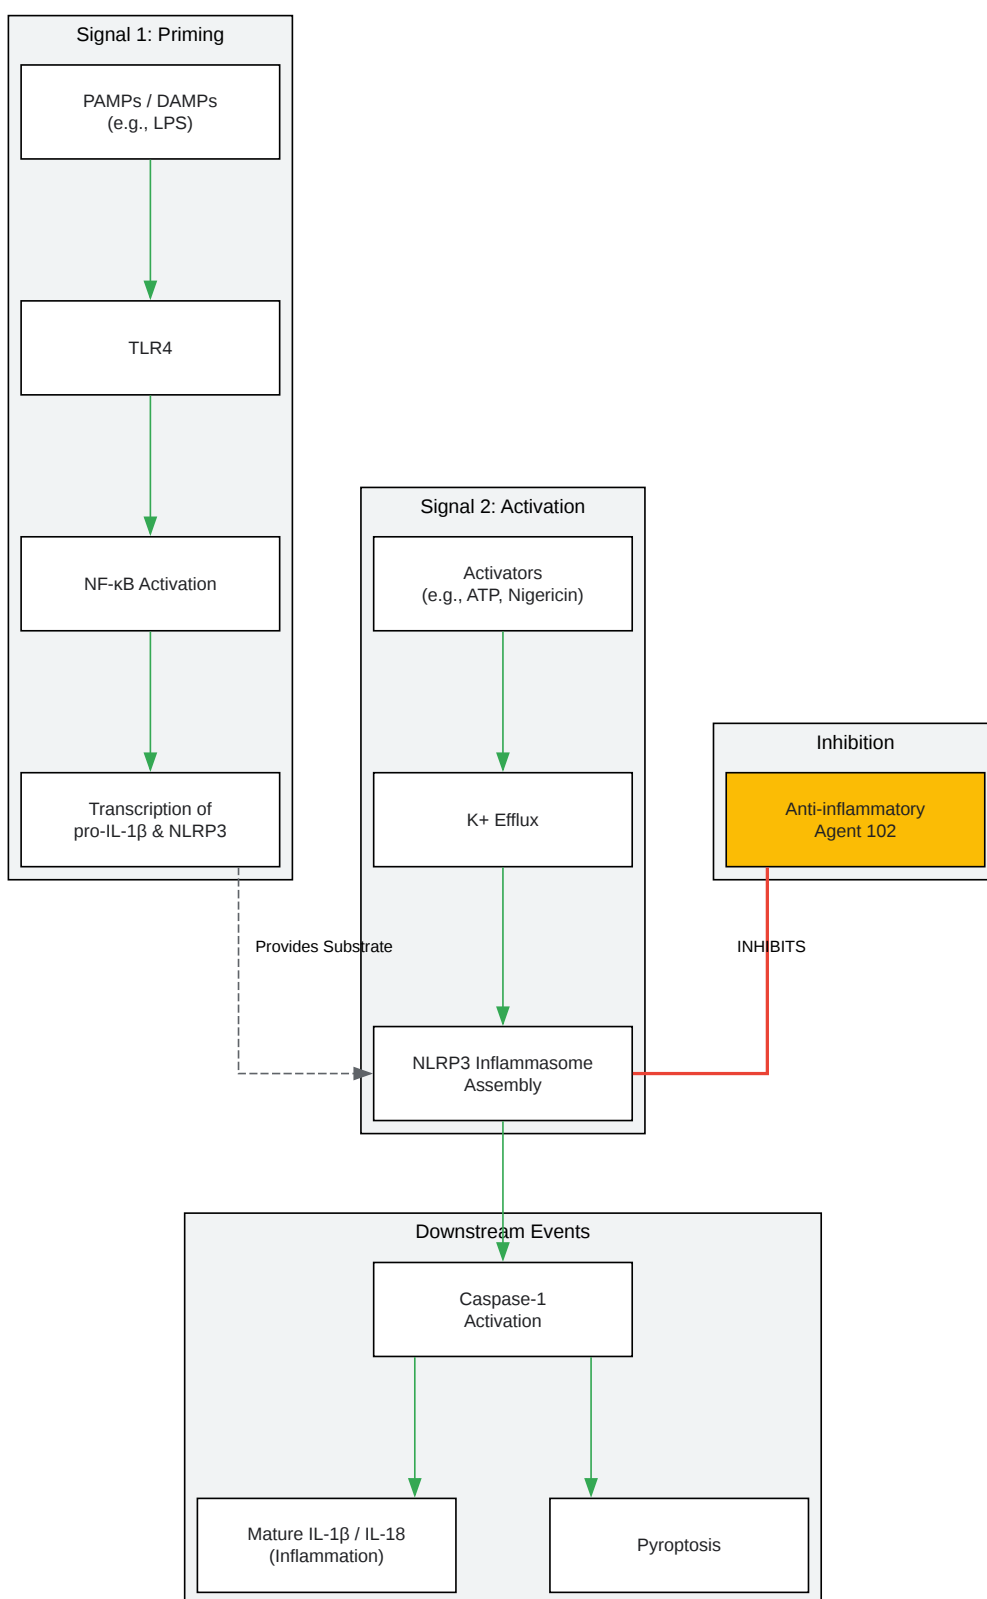 Signal 1: Priming
PAMPs / DAMPs
(e.g., LPS)
TLR4
NF-κB Activation
Transcription of
pro-IL-1β & NLRP3
Provides Substrate
Signal 2: Activation
Activators
(e.g., ATP, Nigericin)
K+ Efflux
NLRP3 Inflammasome
Assembly
Inhibition
Anti-inflammatory
Agent 102
INHIBITS
Downstream Events
Caspase-1
Activation
Mature IL-1β / IL-18
(Inflammation)
Pyroptosis